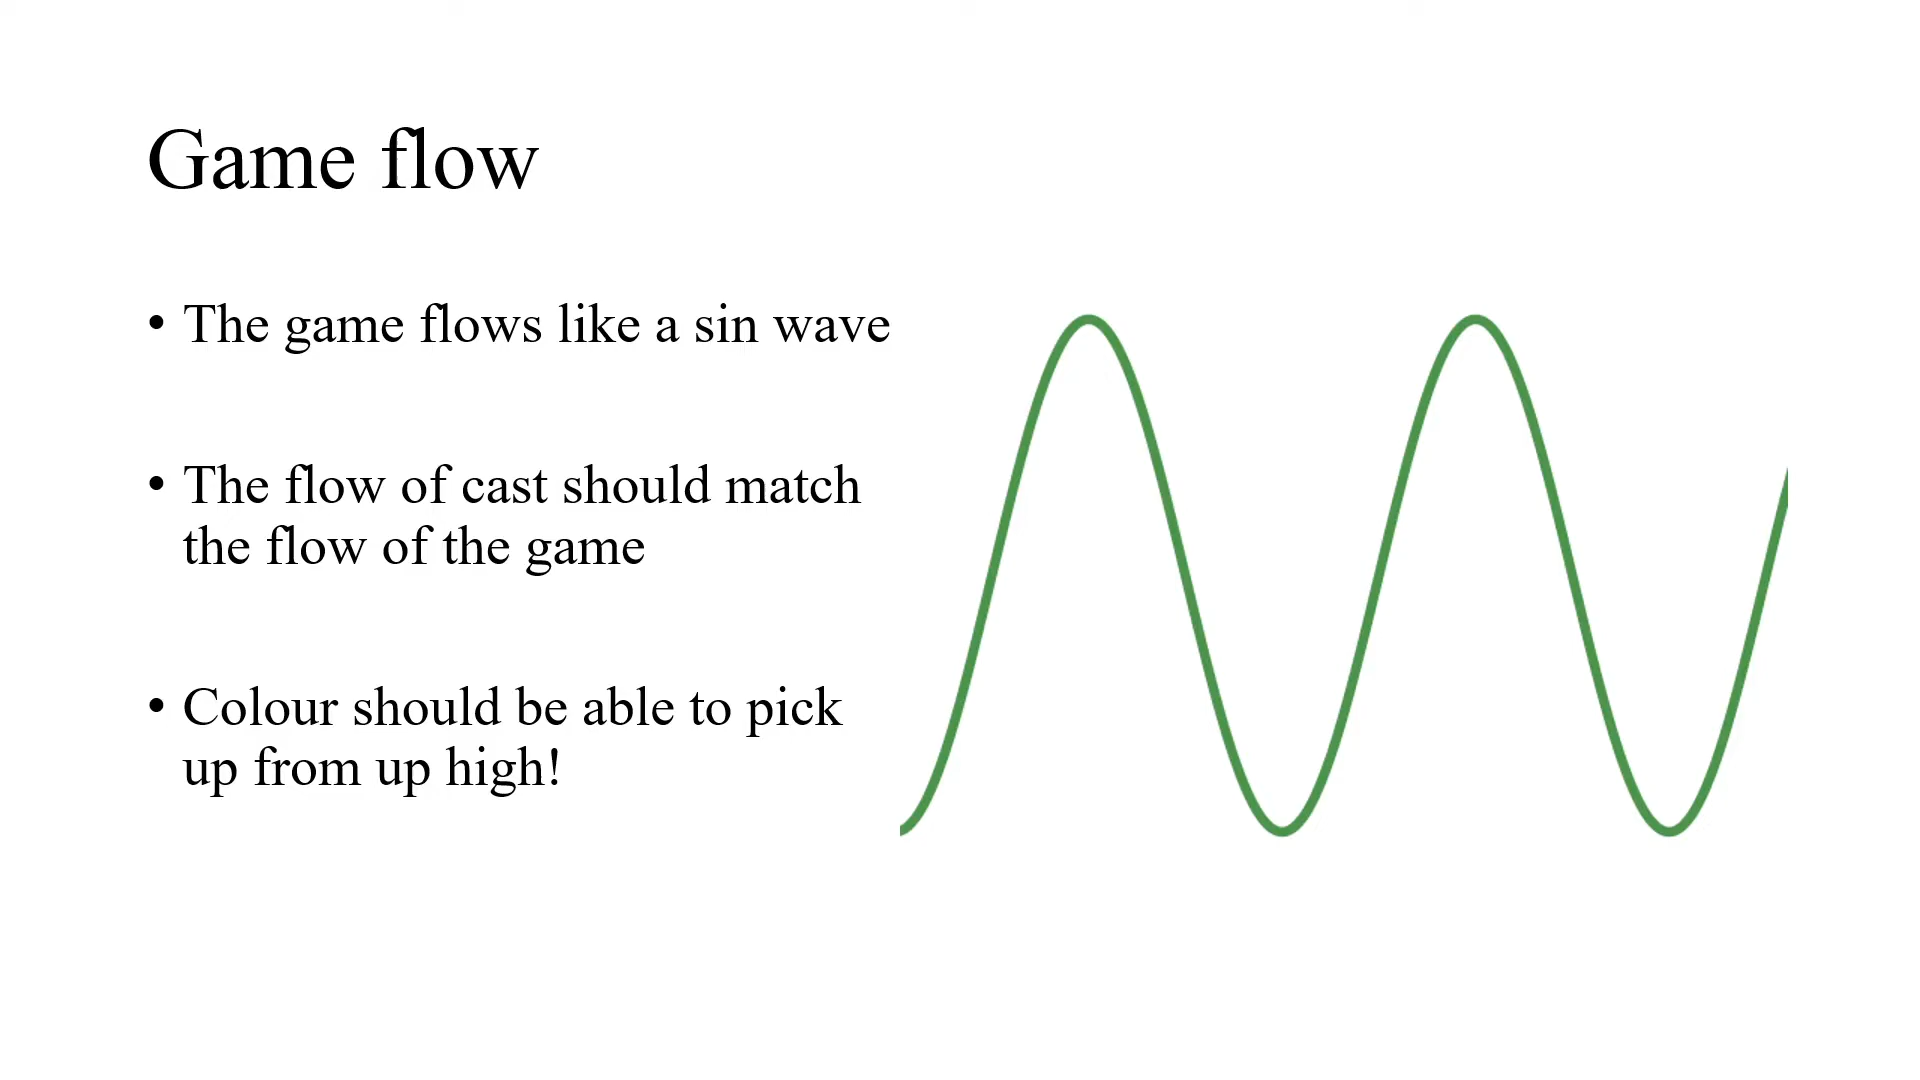 Game flow
• The game flows like a sin wave
• The flow of cast should match
the flow of the game
• Colour should be able to pick
up from up high!